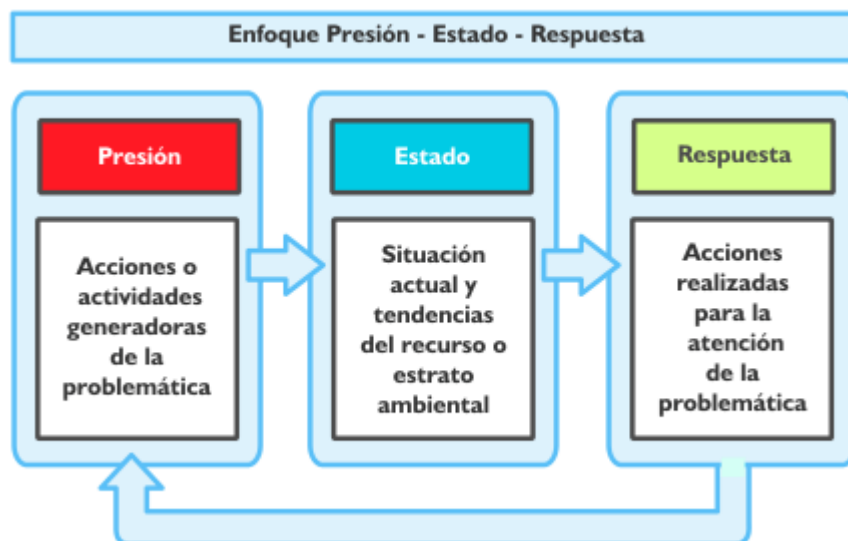 Enfoque Presión - Estado - Respuesta
Presión
Acciones o
actividades
generadoras
de la
problemática
Estado
Situación
actual y
tendencias
del recurso o
estrato
ambiental
Respuesta
Acciones
realizadas
para la
atención
de la
problemática